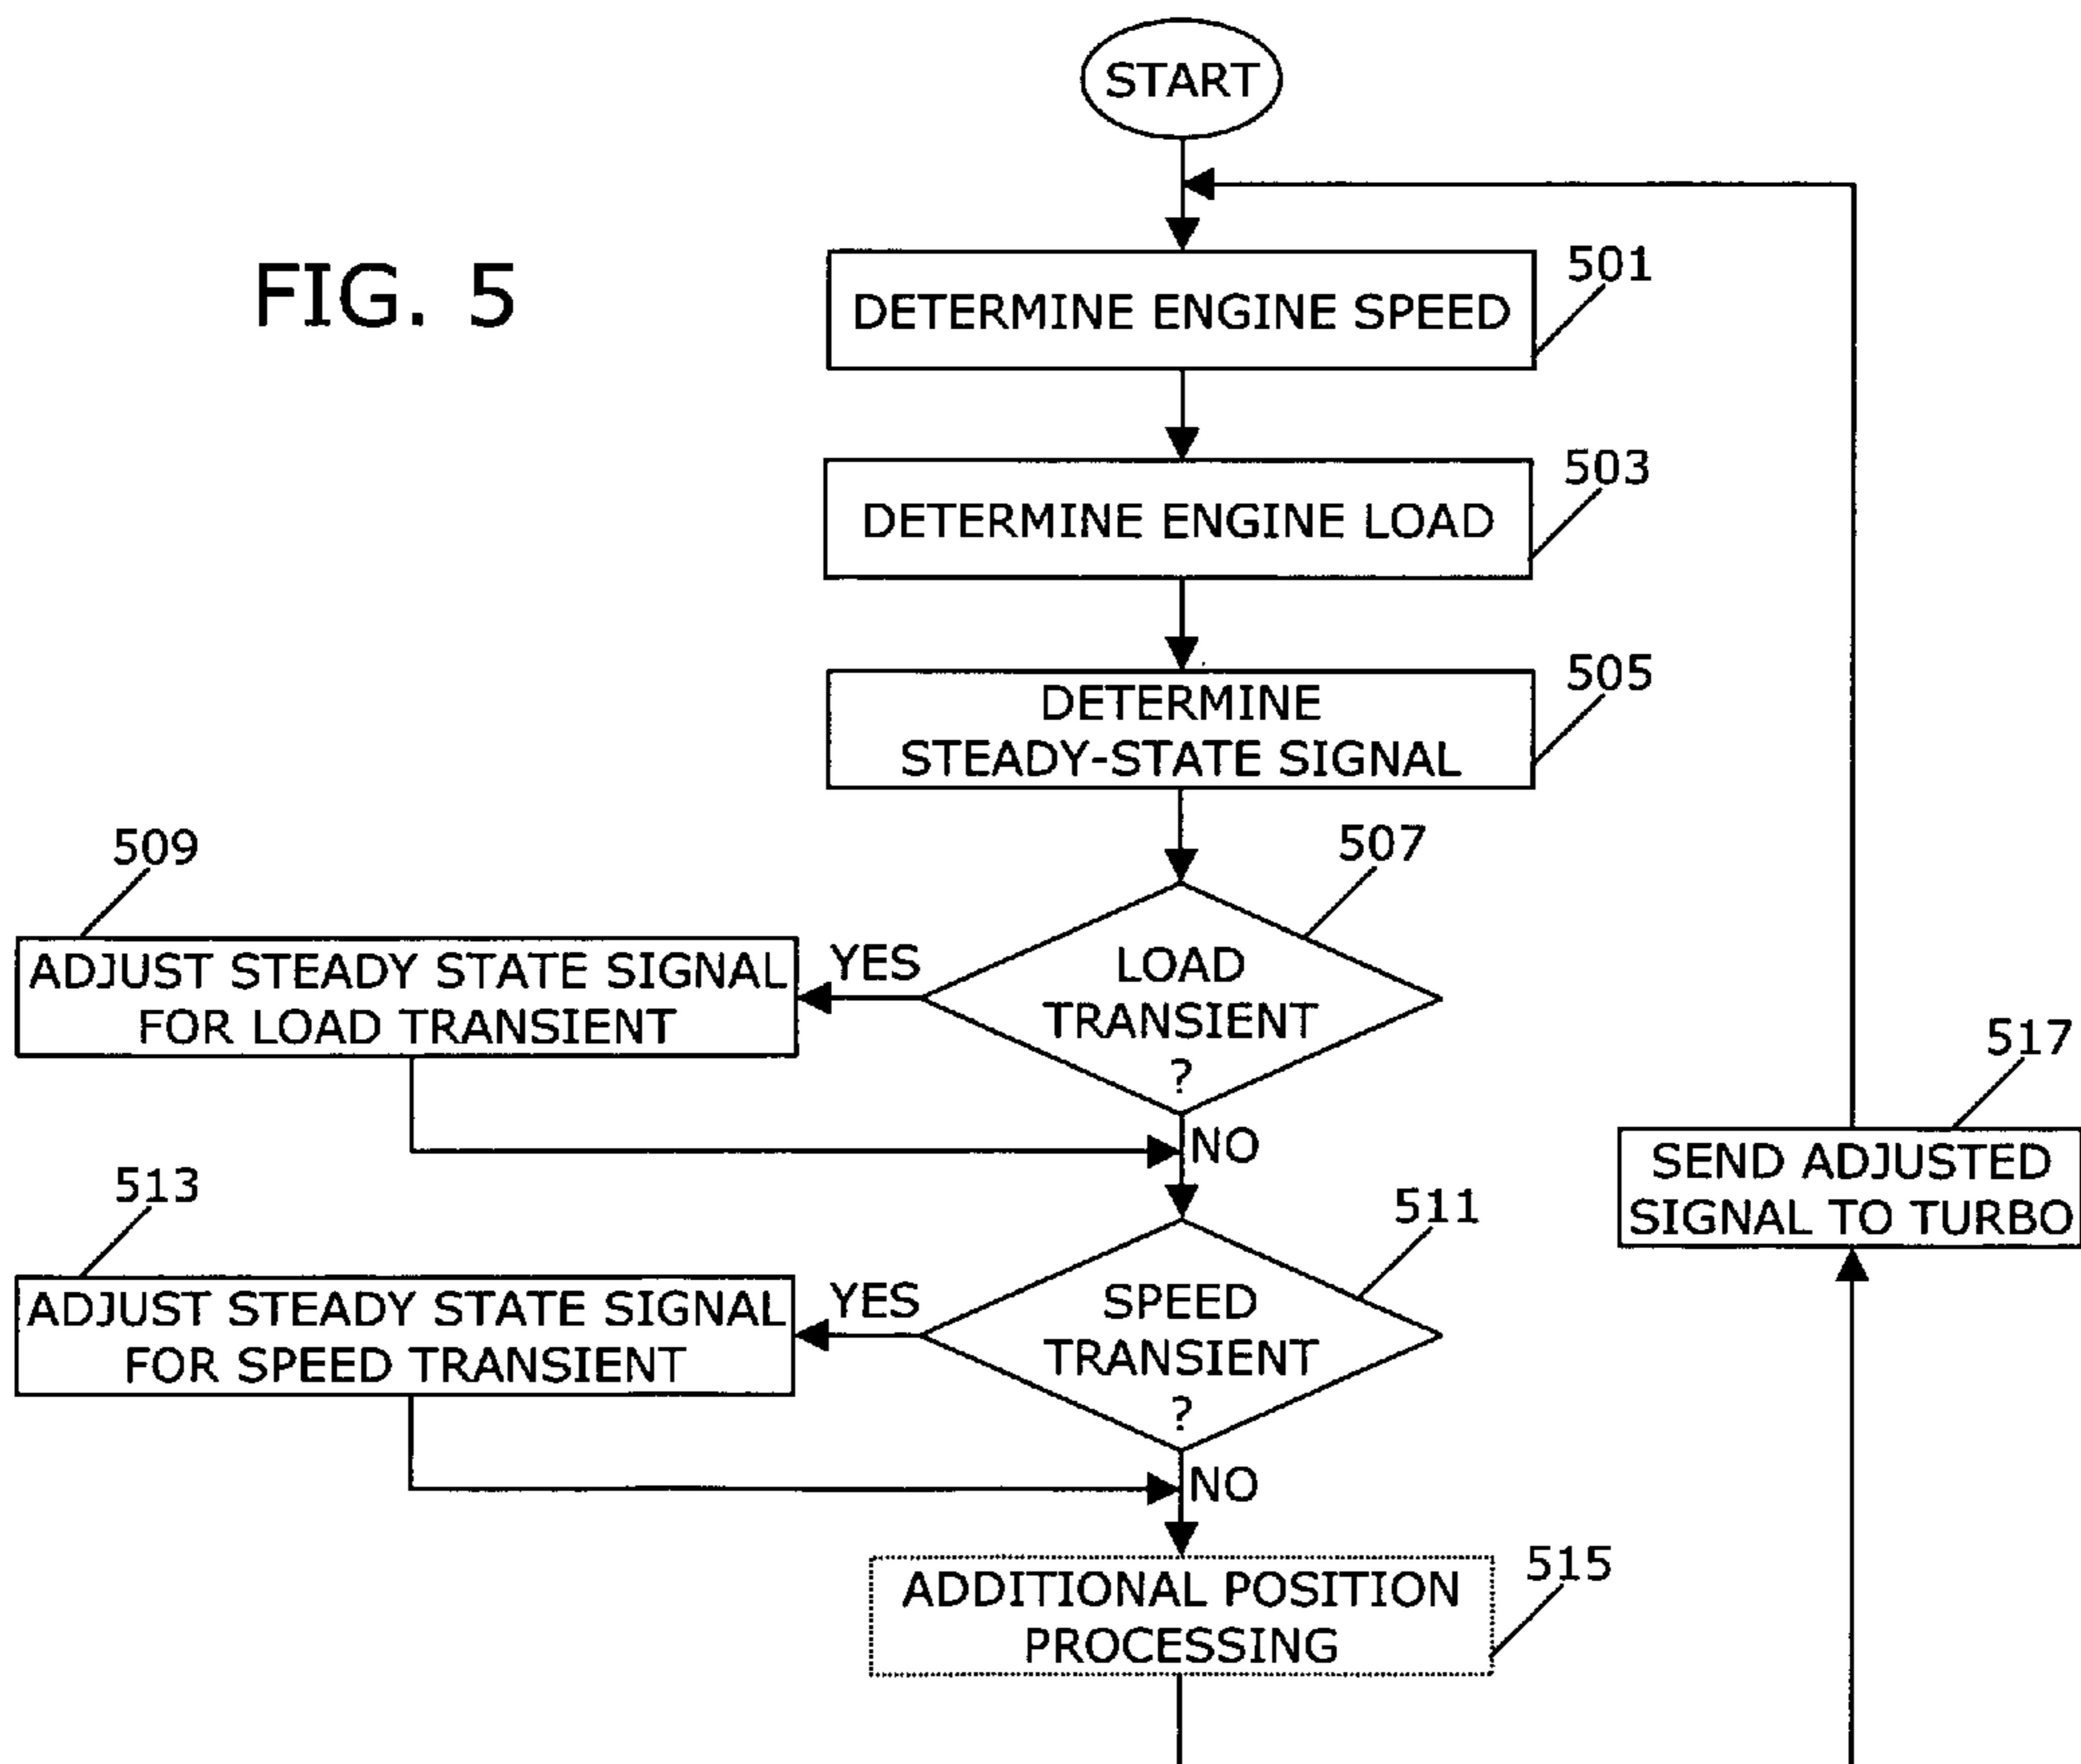 START
FIG. 5
501
DETERMINE ENGINE SPEED
503
DETERMINE ENGINE LOAD
505
DETERMINE
STEADY-STATE SIGNAL
507
509
LOAD
TRANSIENT
?
YES
ADJUST STEADY STATE SIGNAL
FOR LOAD TRANSIENT
NO
517
SEND ADJUSTED
SIGNAL TO TURBO
513
511
SPEED
TRANSIENT
?
YES
ADJUST STEADY STATE SIGNAL
FOR SPEED TRANSIENT
NO
515
ADDITIONAL POSITION
PROCESSING